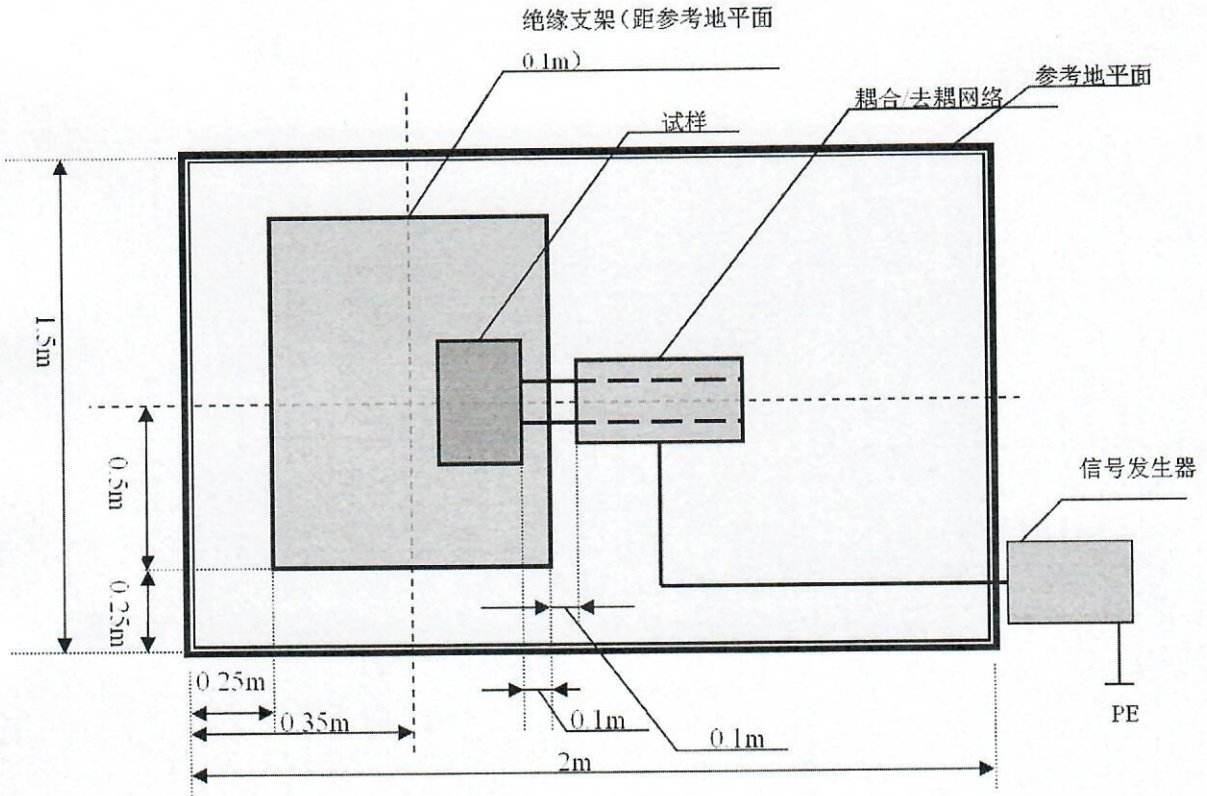 绝缘支架（距参考地平面
0.1m）
参考地平面
耦合/去耦网络
试样
1.5m
0.5m
信号发生器
0.25m
0.25m
0.35m
0.1m
0.1m
PE
2m